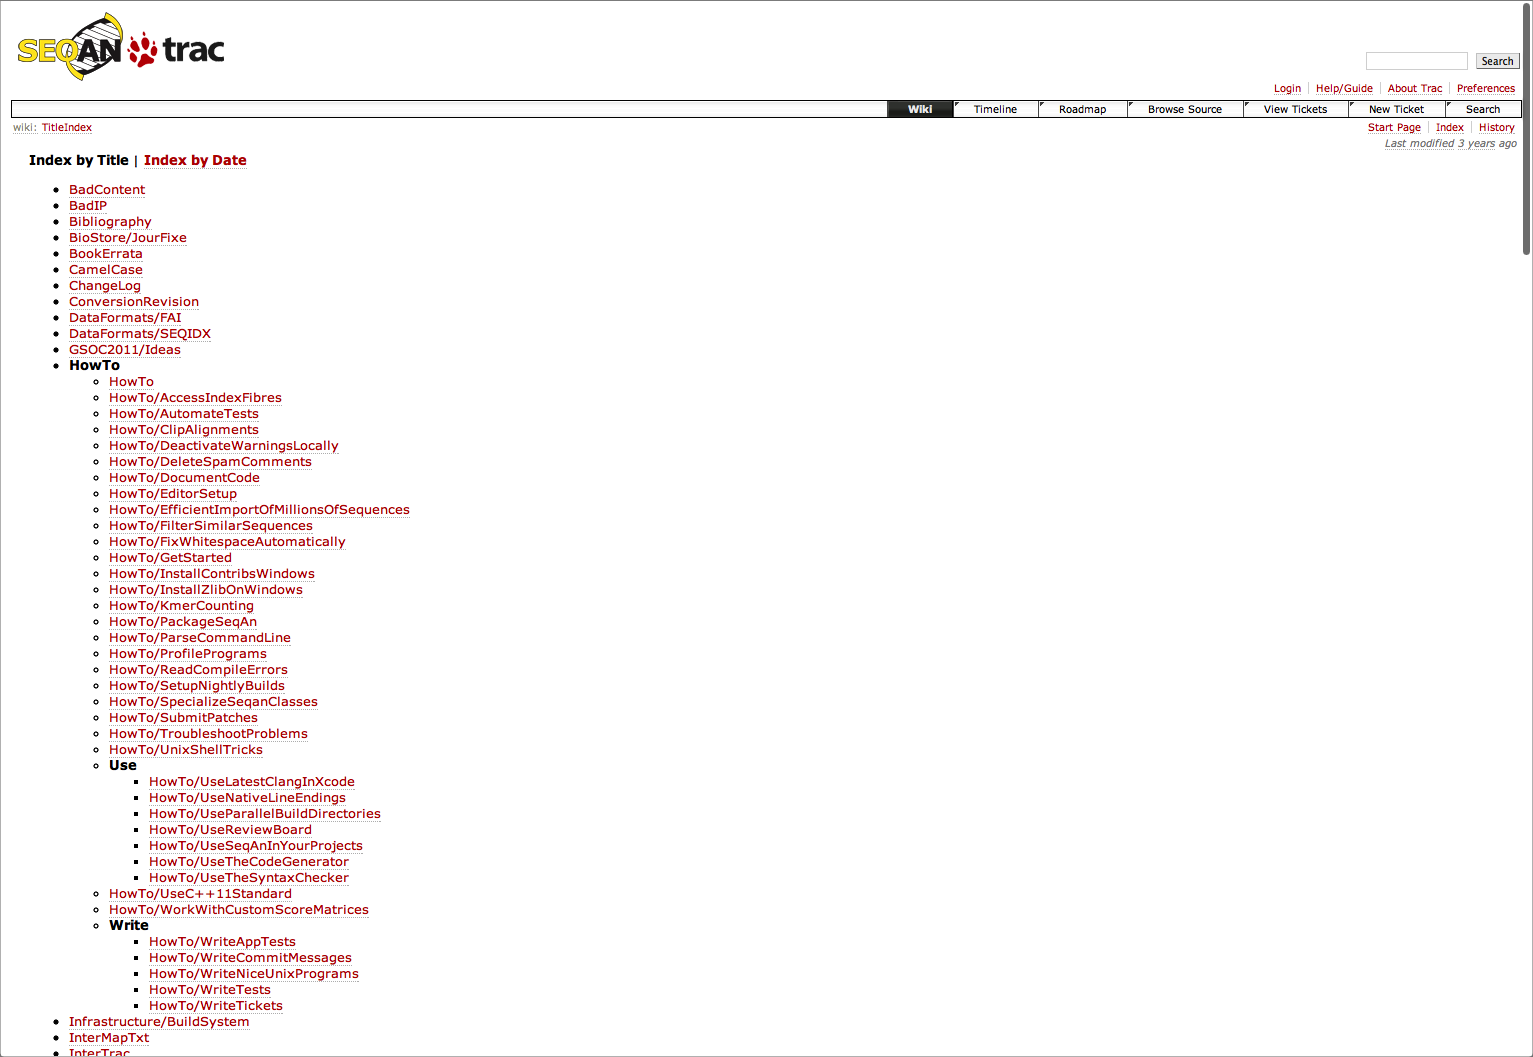 SEQAN trac
Search
Login Help/Guide About Trac Preferences
Wiki Timeline Roadmap Browse Source View Tickets New Ticket Search
wiki: TitleIndex
Start Page Index History
Last modified 3 years ago
Index by Title | Index by Date
BadContent
BadIP
Bibliography
BioStore/JourFixe
BookErrata
CamelCase
ChangeLog
ConversionRevision
DataFormats/FAI
DataFormats/SEQIDX
GSOC2011/Ideas
HowTo
HowTo
HowTo/AccessIndexFibres
HowTo/AutomateTests
HowTo/ClipAlignments
HowTo/DeactivateWarningsLocally
HowTo/DeleteSpamComments
HowTo/DocumentCode
HowTo/EditorSetup
HowTo/EfficientImportOfMillionsOfSequences
HowTo/FilterSimilarSequences
HowTo/FixWhitespaceAutomatically
HowTo/GetStarted
HowTo/InstallContribsWindows
HowTo/InstallZlibOnWindows
HowTo/KmerCounting
HowTo/PackageSeqAn
HowTo/ParseCommandLine
HowTo/ProfilePrograms
HowTo/ReadCompileErrors
HowTo/SetupNightlyBuilds
HowTo/SpecializeSeqanClasses
HowTo/SubmitPatches
HowTo/TroubleshootProblems
HowTo/UnixShellTricks
Use
HowTo/UseLatestClangInXcode
HowTo/UseNativeLineEndings
HowTo/UseParallelBuildDirectories
HowTo/UseReviewBoard
HowTo/UseSeqAnInYourProjects
HowTo/UseTheCodeGenerator
HowTo/UseTheSyntaxChecker
HowTo/UseC++11Standard
HowTo/WorkWithCustomScoreMatrices
Write
HowTo/WriteAppTests
HowTo/WriteCommitMessages
HowTo/WriteNiceUnixPrograms
HowTo/WriteTests
HowTo/WriteTickets
Infrastructure/BuildSystem
InterMapTxt
InterTrac